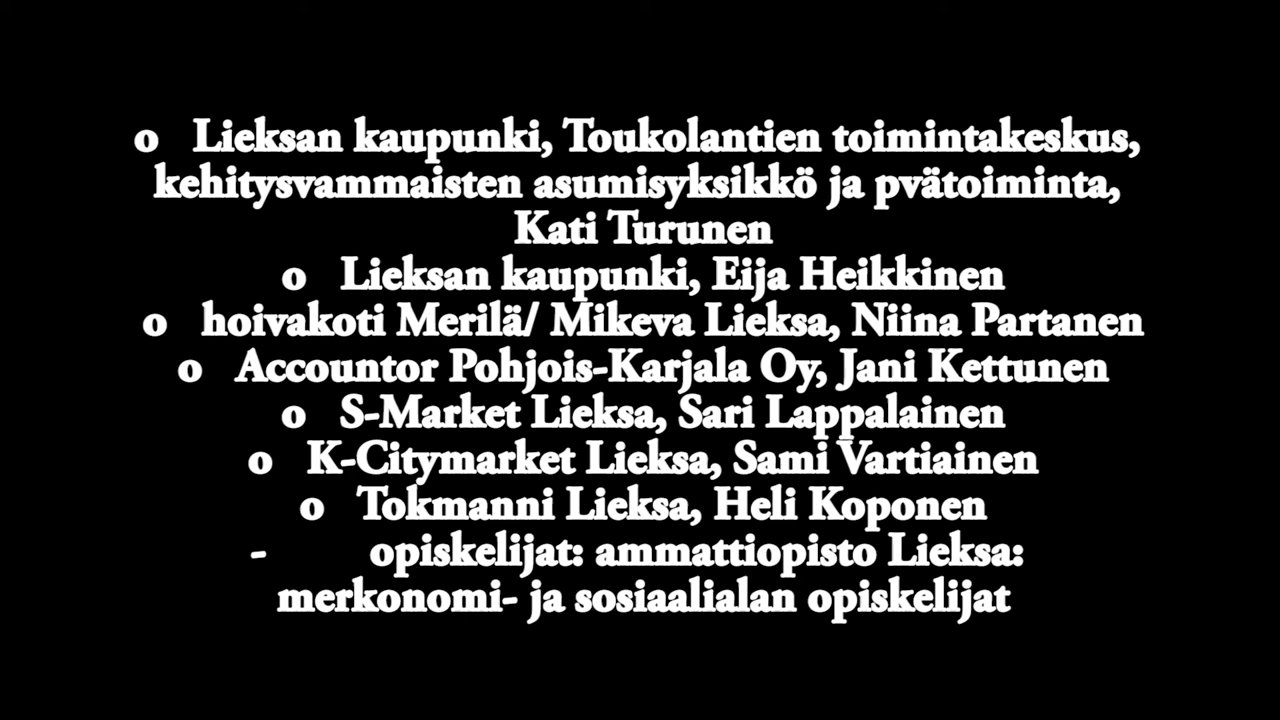 o Lieksan kaupunki, Toukolantien toimintakeskus,
kehitysvammaisten asumisyksikkö ja pvätoiminta,
Kati Turunen
o Lieksan kaupunki, Eija Heikkinen
o hoivakoti Merilä/ Mikeva Lieksa, Niina Partanen
o Accountor Pohjois-Karjala Oy, Jani Kettunen
o S-Market Lieksa, Sari Lappalainen
o K-Citymarket Lieksa, Sami Vartiainen
o Tokmanni Lieksa, Heli Koponen
- opiskelijat: ammattiopisto Lieksa:
merkonomi- ja sosiaalialan opiskelijat